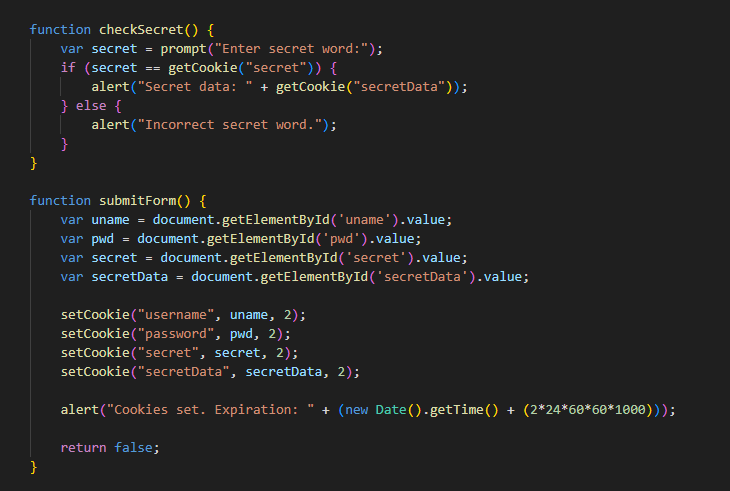 function checkSecret() {
    var secret = prompt("Enter secret word:");
    if (secret == getCookie("secret")) {
        alert("Secret data: " + getCookie("secretData"));
    } else {
        alert("Incorrect secret word.");
    }
}

function submitForm() {
    var uname = document.getElementById('uname').value;
    var pwd = document.getElementById('pwd').value;
    var secret = document.getElementById('secret').value;
    var secretData = document.getElementById('secretData').value;

    setCookie("username", uname, 2);
    setCookie("password", pwd, 2);
    setCookie("secret", secret, 2);
    setCookie("secretData", secretData, 2);

    alert("Cookies set. Expiration: " + (new Date().getTime() + (2*24*60*60*1000)));

    return false;
}